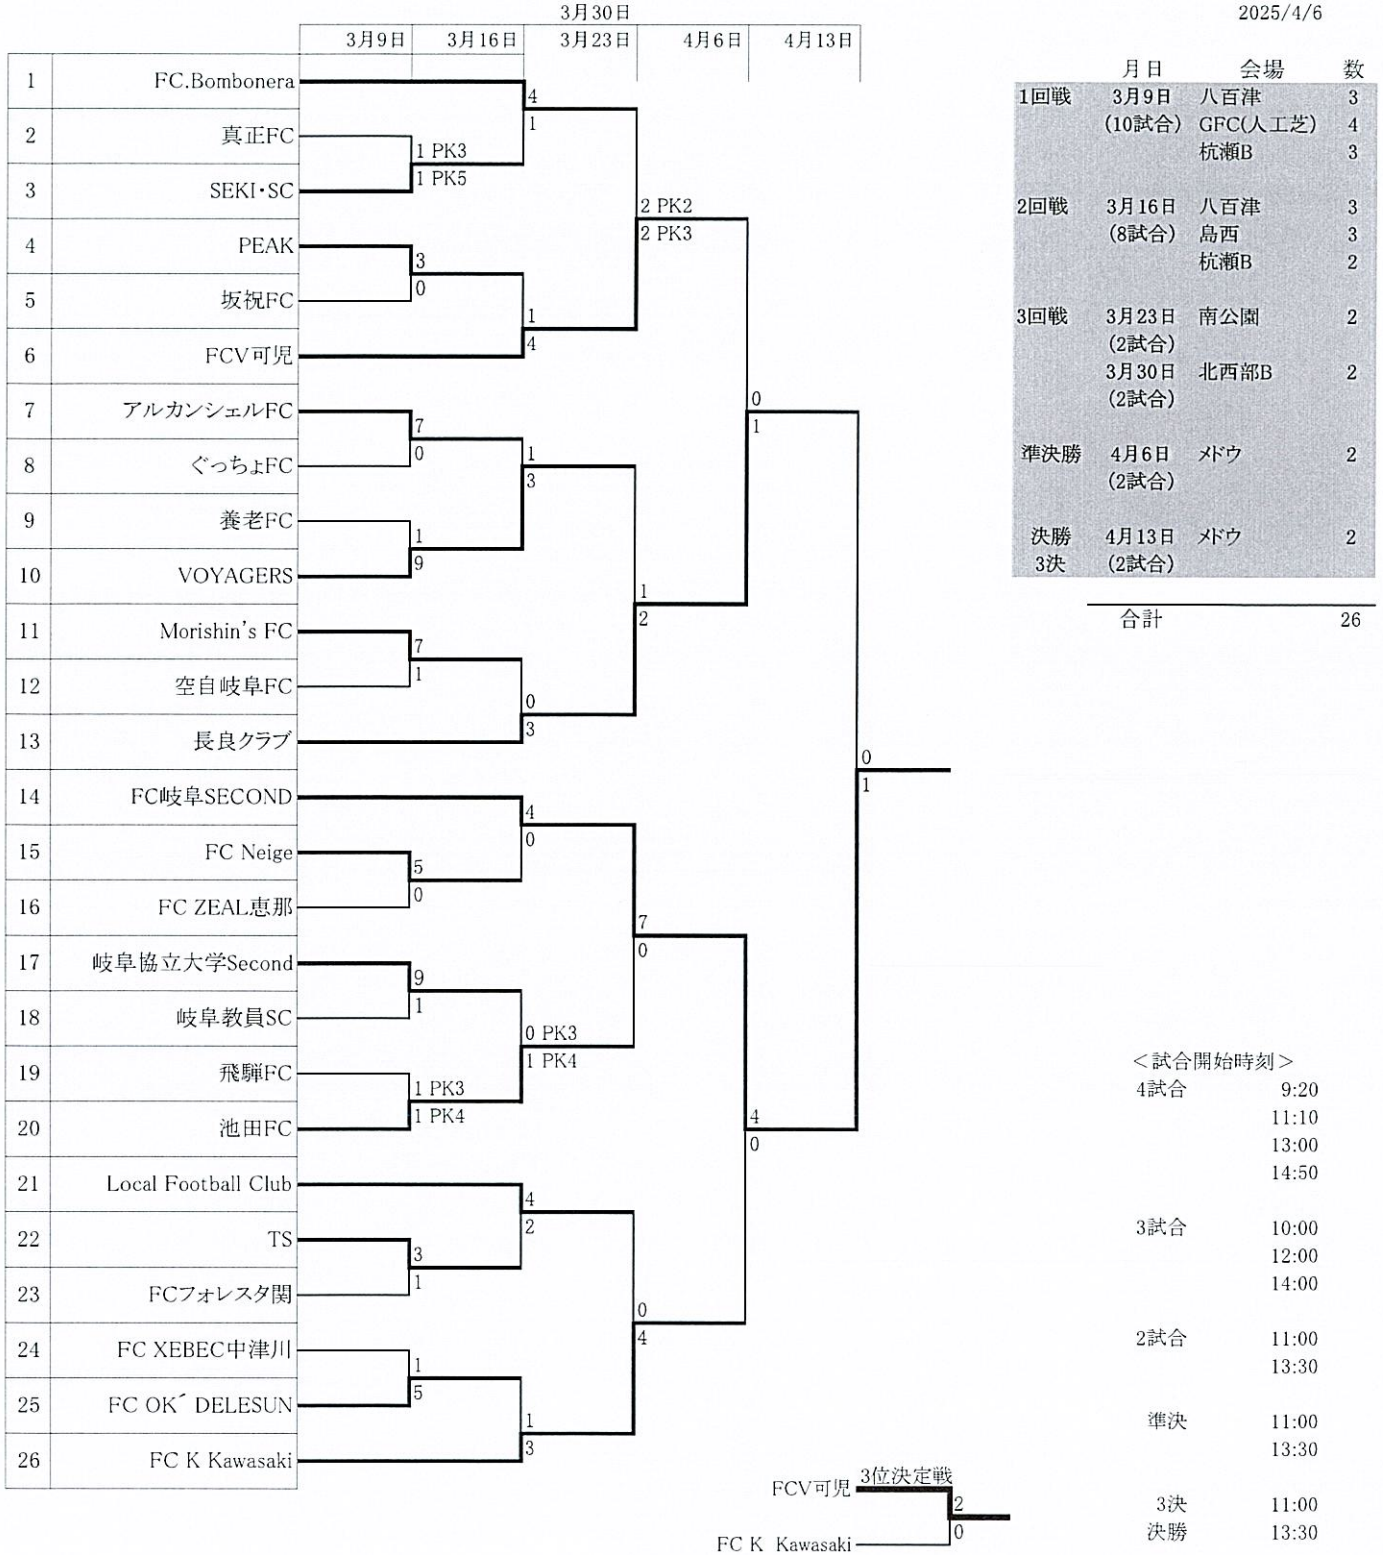 3月30日
2025/4/6
3月9日 3月16日 3月23日 4月6日 4月13日
月日 会場 数
1回戦 3月9日 八百津 3
(10試合) GFC(人工芝) 4
杭瀬B 3
2回戦 3月16日 八百津 3
(8試合) 島西 3
杭瀬B 2
3回戦 3月23日 南公園 2
(2試合)
3月30日 北西部B 2
(2試合)
準決勝 4月6日 メドウ 2
(2試合)
決勝 4月13日 メドウ 2
3決 (2試合)
合計 26
1 FC.Bombonera
2 真正FC
3 SEKI・SC
4 PEAK
5 坂祝FC
6 FCV可児
7 アルカンシェルFC
8 ぐっちょFC
9 養老FC
10 VOYAGERS
11 Morishin's FC
12 空自岐阜FC
13 長良クラブ
14 FC岐阜SECOND
15 FC Neige
16 FC ZEAL恵那
17 岐阜協立大学Second
18 岐阜教員SC
19 飛騨FC
20 池田FC
21 Local Football Club
22 TS
23 FCフォレスタ関
24 FC XEBEC中津川
25 FC OK´ DELESUN
26 FC K Kawasaki
1 PK3
1 PK5
3
0
7
0
1
9
7
1
5
0
9
1
1 PK3
1 PK4
3
1
1
5
4
1
1
4
1
3
0
3
4
0
0 PK3
1 PK4
4
2
1
3
2 PK2
2 PK3
1
2
7
0
0
4
0
1
4
0
0
1
＜試合開始時刻＞
4試合 9:20
11:10
13:00
14:50
3試合 10:00
12:00
14:00
2試合 11:00
13:30
準決 11:00
13:30
3決 11:00
決勝 13:30
3位決定戦
FCV可児
2
0
FC K Kawasaki